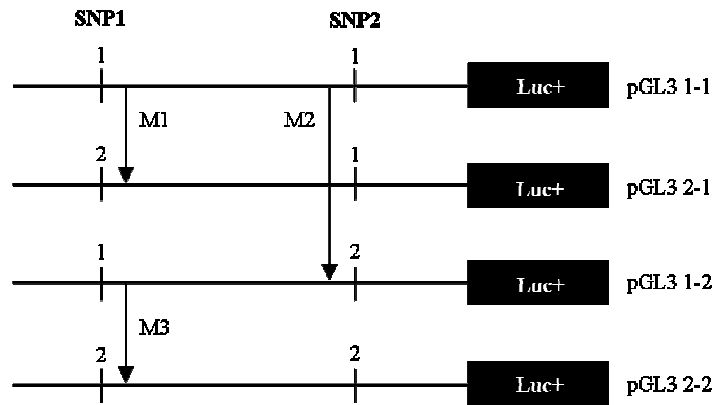 SNP1 SNP2
1 1
Luc+ pGL3 1-1
M1 M2
2 1
Luc+ pGL3 2-1
1 2
Luc+ pGL3 1-2
M3
2 2
Luc+ pGL3 2-2